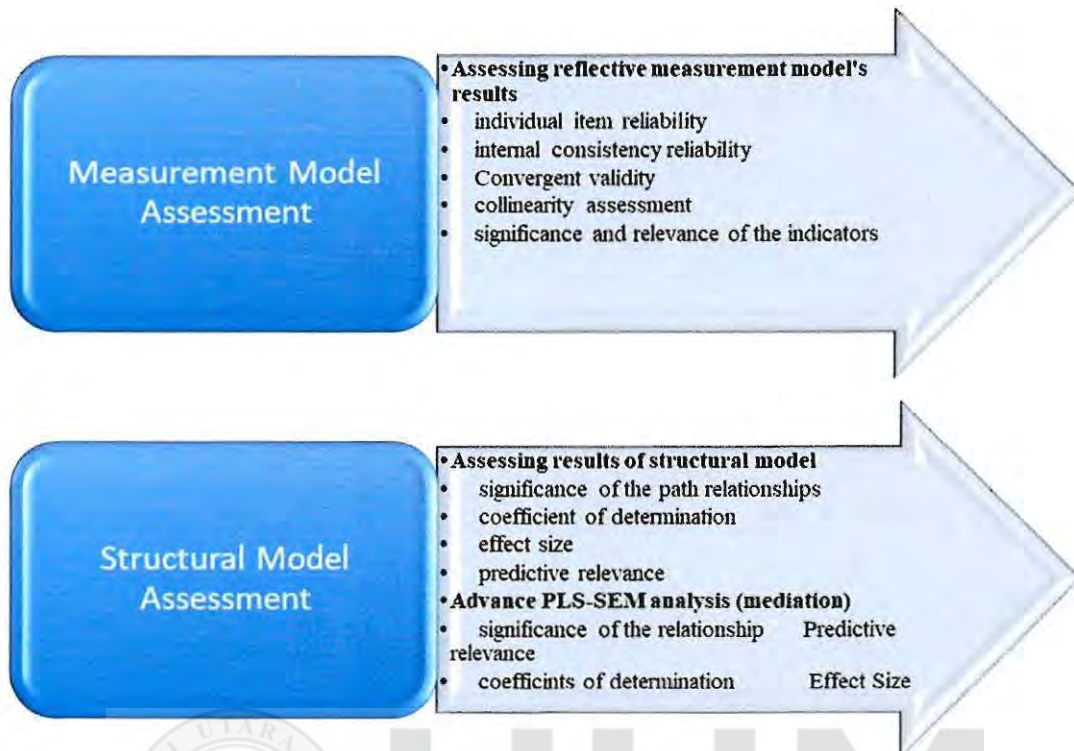 Measurement Model
Assessment
• Assessing reflective measurement model's
results
• individual item reliability
• internal consistency reliability
• Convergent validity
• collinearity assessment
• significance and relevance of the indicators
Structural Model
Assessment
• Assessing results of structural model
• significance of the path relationships
• coefficient of determination
• effect size
• predictive relevance
• Advance PLS-SEM analysis (mediation)
• significance of the relationship Predictive
relevance
• coefficints of determination Effect Size
UTARA